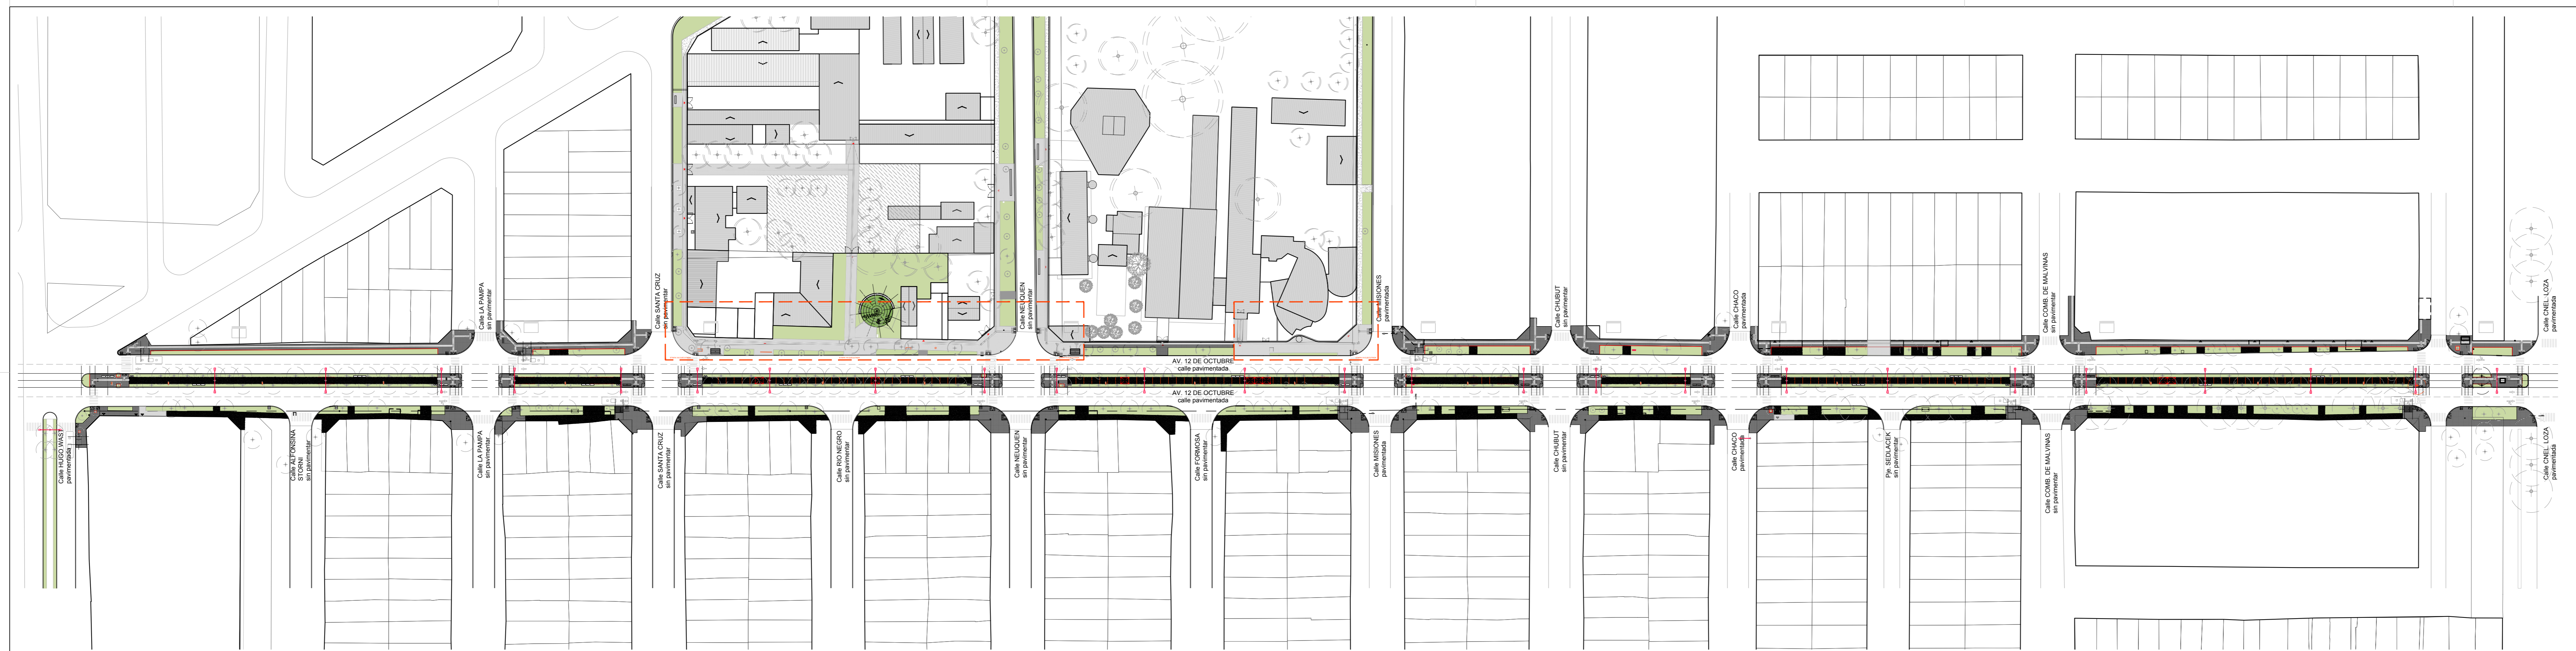 Calle LA PAMPA
sin pavimentar
Calle SANTA CRUZ
sin pavimentar
Calle NEUQUEN
sin pavimentar
Calle MISIONES
pavimentada
Calle CHUBUT
sin pavimentar
Calle CHACO
pavimentada
Calle COMB. DE MALVINAS
sin pavimentar
Calle CNEL. LOZA
pavimentada
AV. 12 DE OCTUBRE
calle pavimentada
AV. 12 DE OCTUBRE
calle pavimentada
Calle HUGO WAST
pavimentada
Calle ALFONSINA
STORNI
sin pavimentar
Calle LA PAMPA
sin pavimentar
Calle SANTA CRUZ
sin pavimentar
Calle RIO NEGRO
sin pavimentar
Calle NEUQUEN
sin pavimentar
Calle FORMOSA
sin pavimentar
Calle MISIONES
pavimentada
Calle CHUBUT
sin pavimentar
Calle CHACO
pavimentada
Pje. SEDLACEK
sin pavimentar
Calle COMB. DE MALVINAS
sin pavimentar
Calle CNEL. LOZA
pavimentada